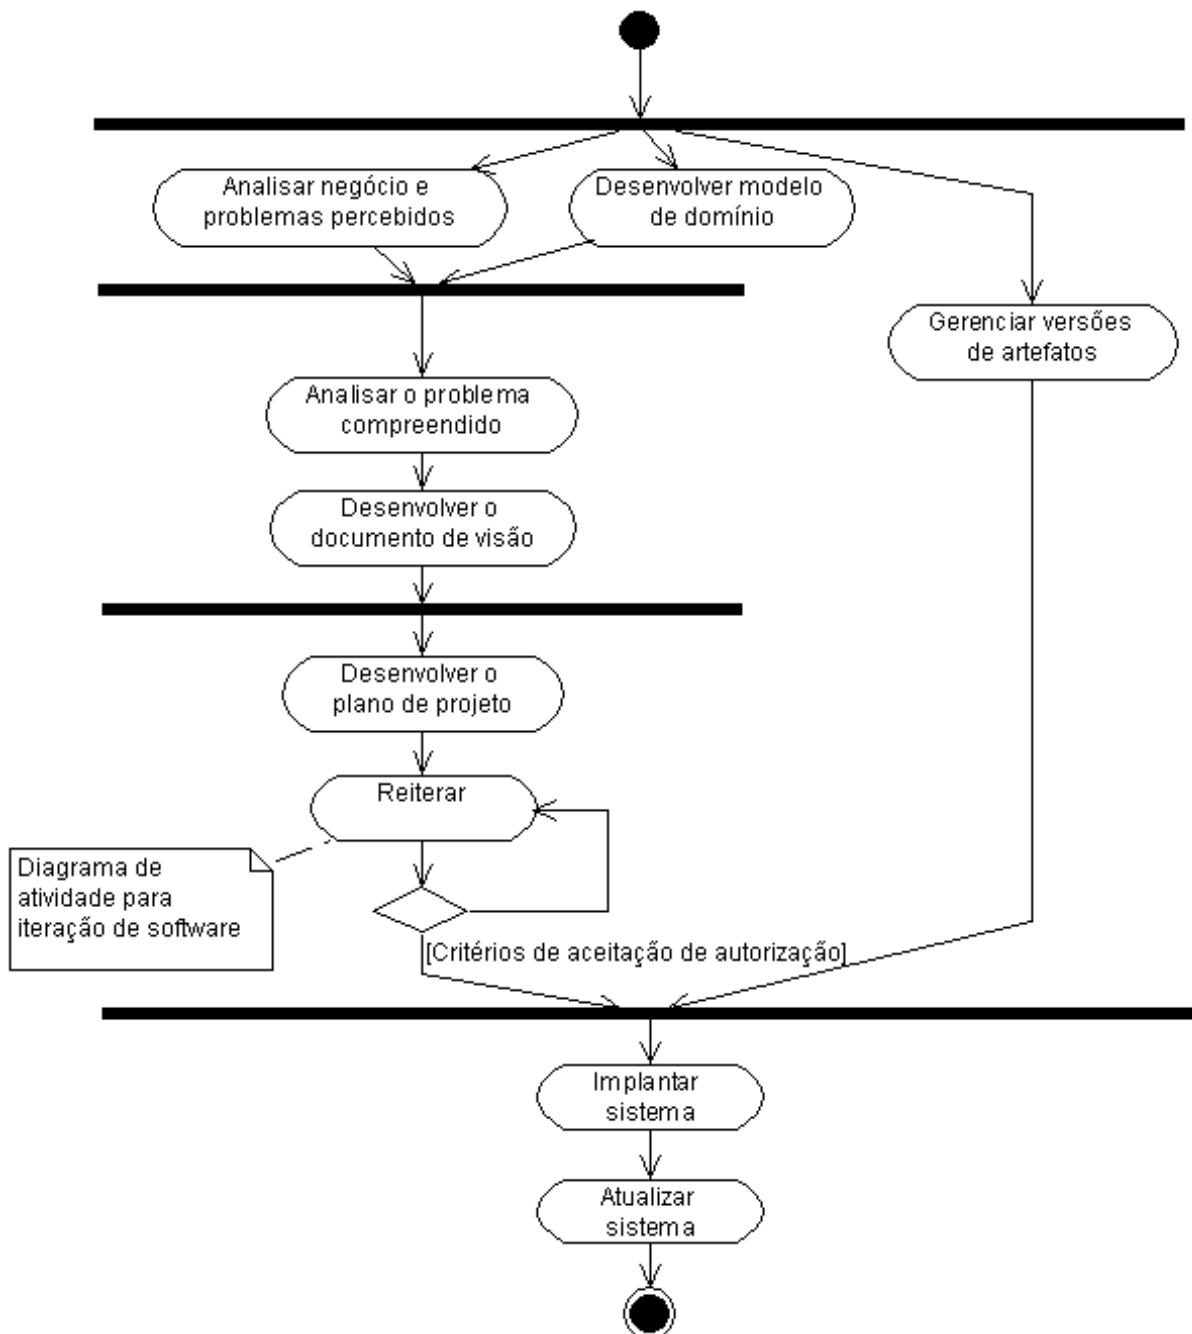 Analisar negócio e
problemas percebidos
Desenvolver modelo
de domínio
Gerenciar versões
de artefatos
Analisar o problema
compreendido
Desenvolver o
documento de visão
Desenvolver o
plano de projeto
Reiterar
Diagrama de
atividade para
iteração de software
[Critérios de aceitação de autorização]
Implantar
sistema
Atualizar
sistema